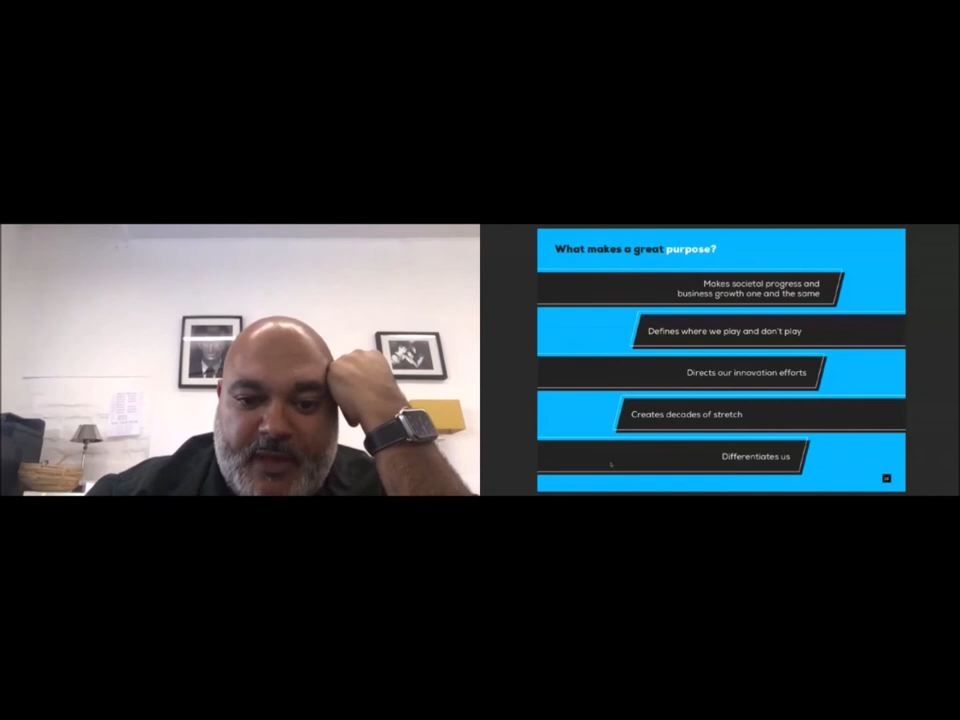 What makes a great purpose?
Makes societal progress and
business growth one and the same
Defines where we play and don't play
Directs our innovation efforts
Creates decades of stretch
Differentiates us